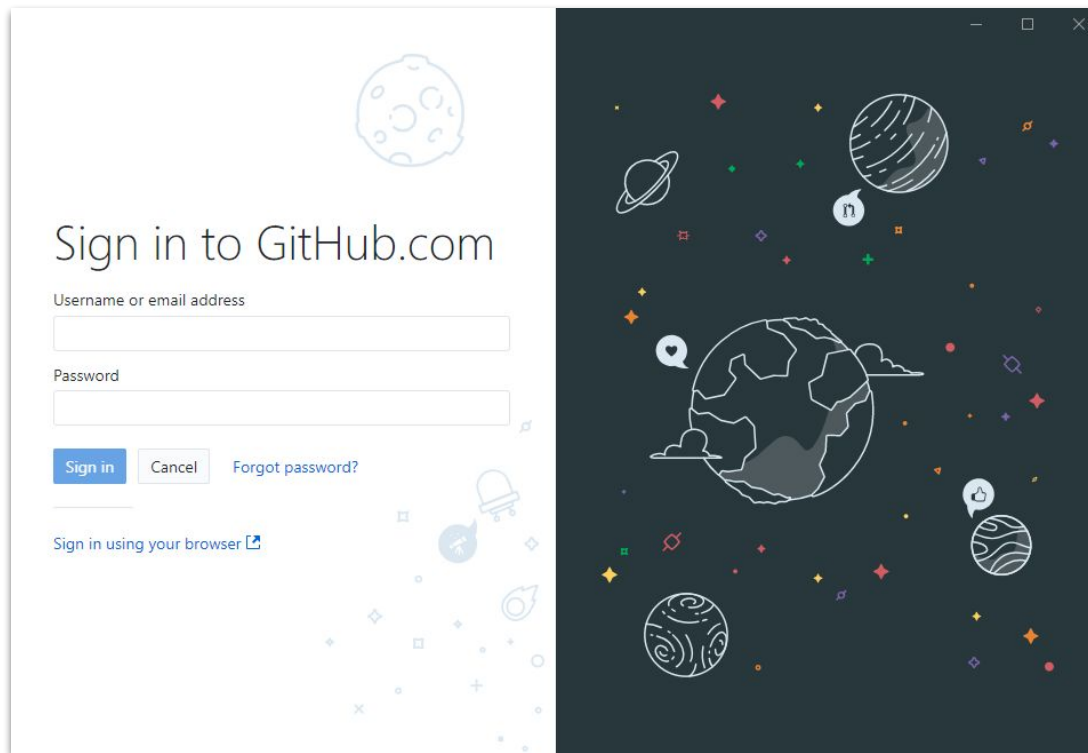 Sign in to GitHub.com
Username or email address
Password
Sign in
Cancel
Forgot password?
Sign in using your browser